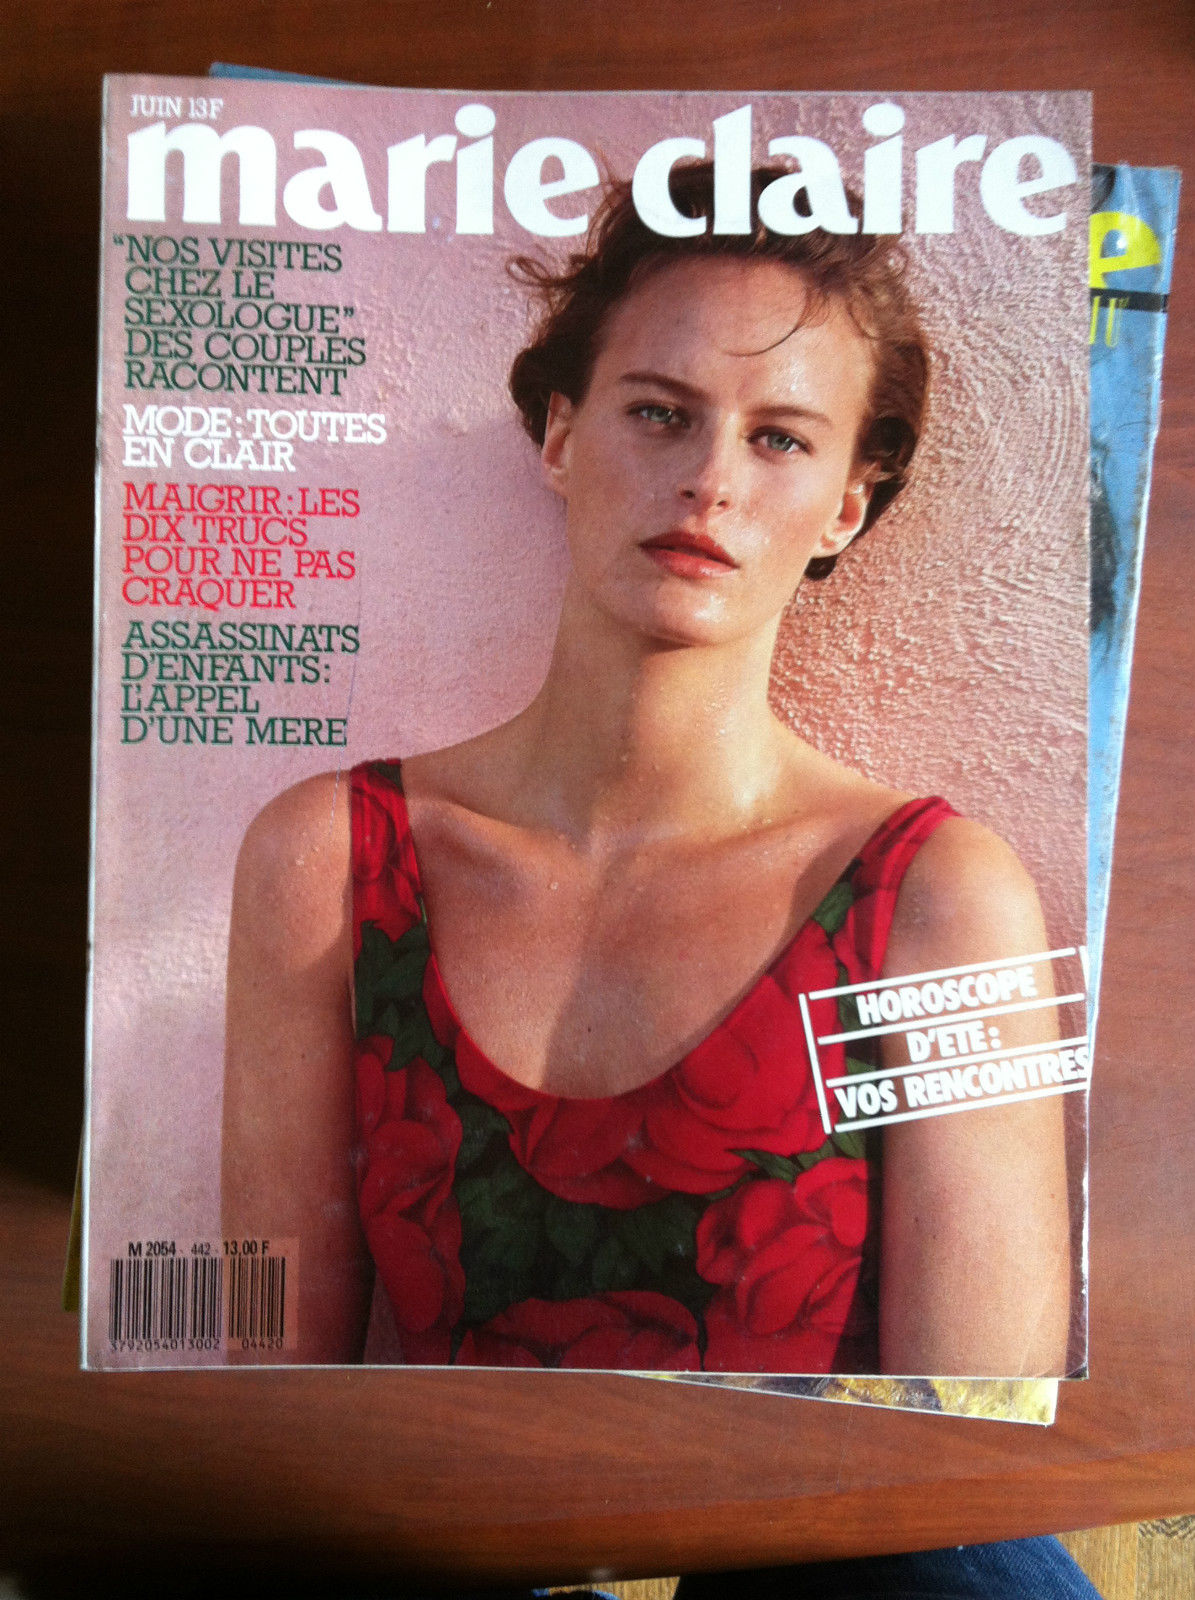 JUIN 13F
marie claire
“NOS VISITES
CHEZ LE
SEXOLOGUE”
DES COUPLES
RACONTENT
MODE: TOUTES
EN CLAIR
MAIGRIR: LES
DIX TRUCS
POUR NE PAS
CRAQUER
ASSASSINATS
D'ENFANTS:
L'APPEL
D'UNE MERE
HOROSCOPE
D'ETE:
VOS RENCONTRES
M 2054 - 442 - 13,00 F
3792054013002 04420
e